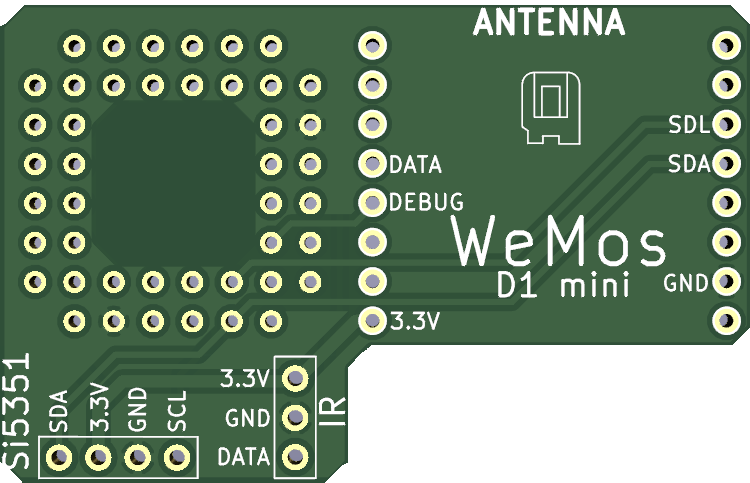 ANTENNA
SDL
DATA
SDA
DEBUG
WeMos
D1 mini
GND
3.3V
Si5351
SDA
3.3V
GND
SCL
3.3V
GND
DATA
IR